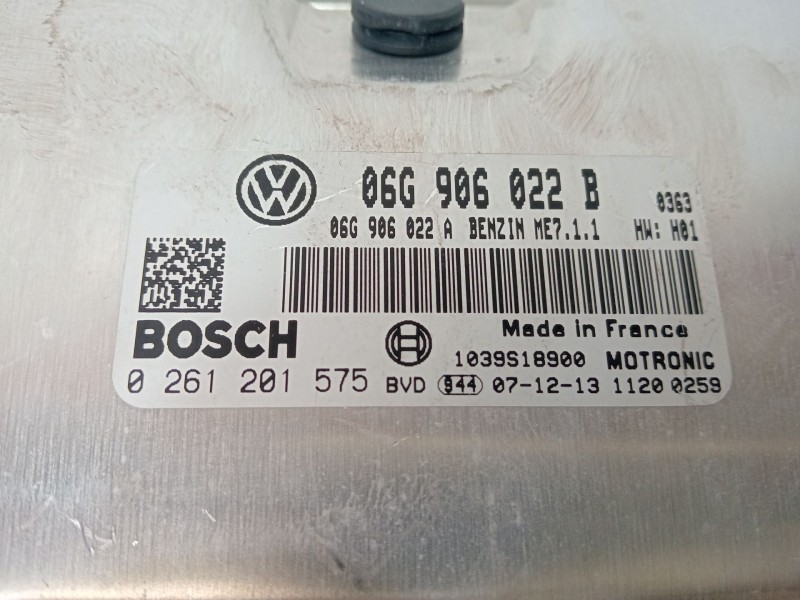 VW 06G 906 022 B 0363
06G 906 022 A BENZIN ME7.1.1 HW: H01
Made in France
BOSCH 1039S18900 MOTRONIC
0 261 201 575 BVD 944 07-12-13 1120 0259